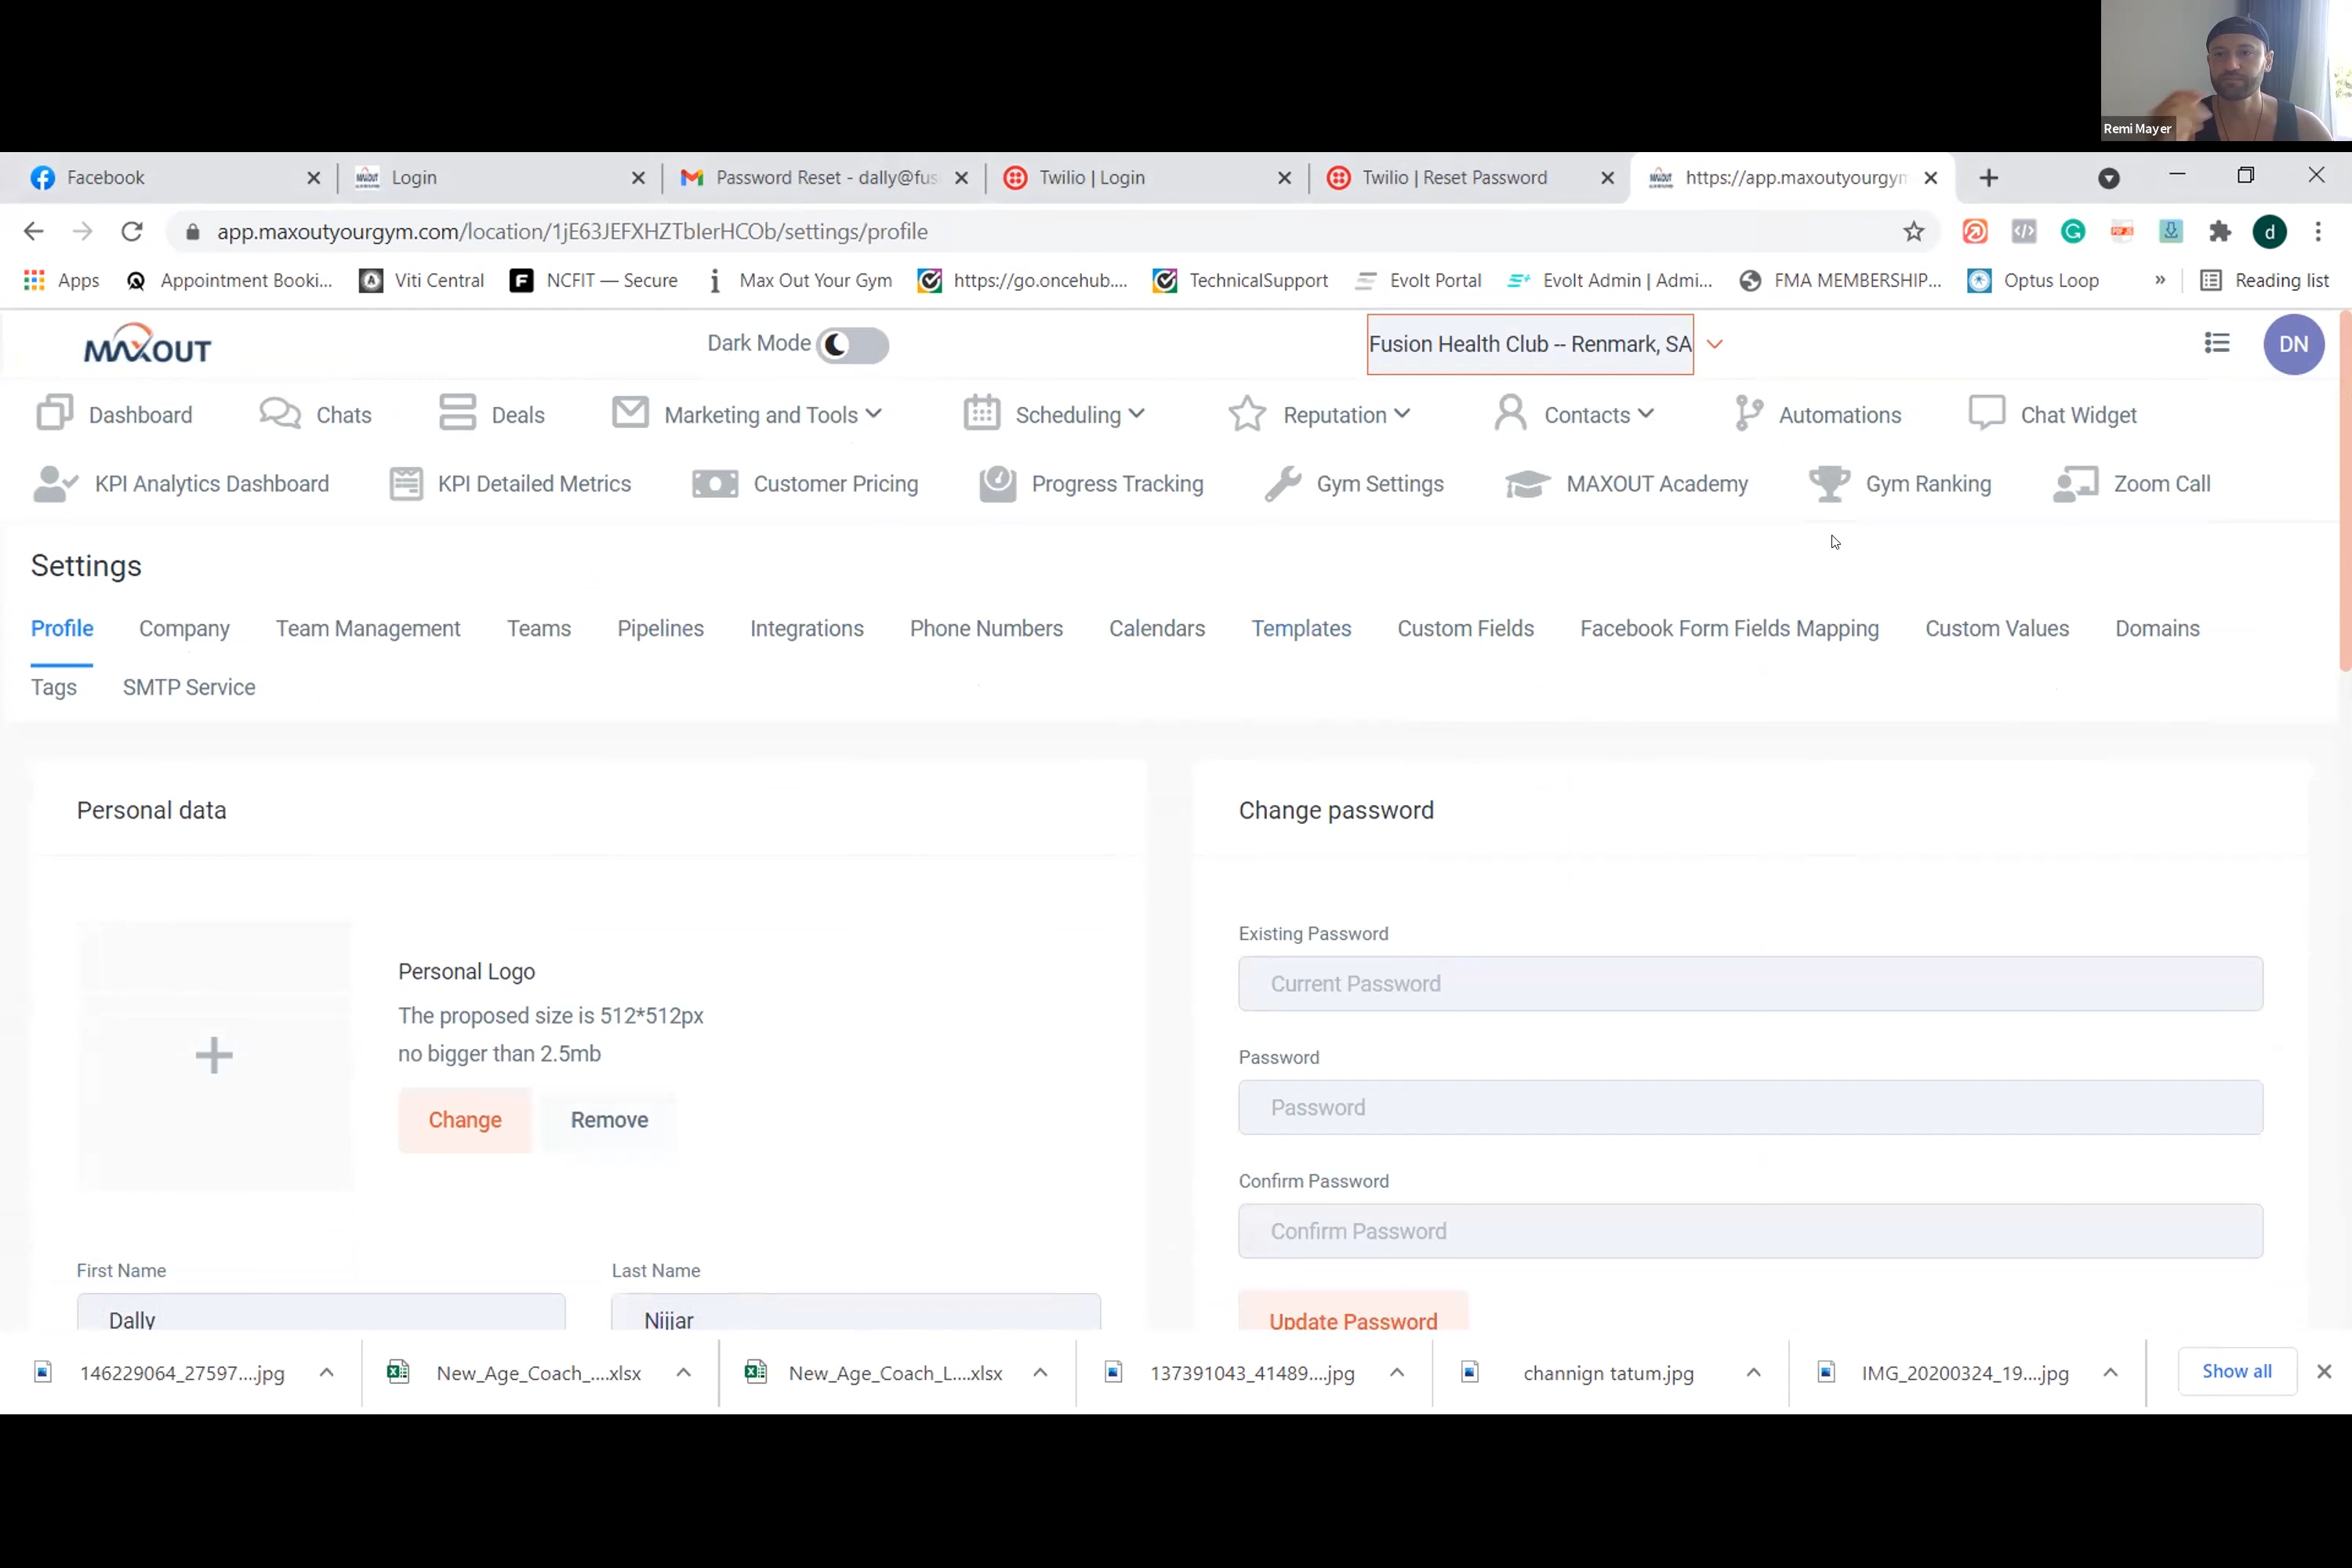 Remi Mayer
Facebook
Login
Password Reset - dally@fus
Twilio | Login
Twilio | Reset Password
https://app.maxoutyourgym
app.maxoutyourgym.com/location/1jE63JEFXHZTbIerHCOb/settings/profile
d
Apps
Appointment Booki...
Viti Central
NCFIT — Secure
Max Out Your Gym
https://go.oncehub....
TechnicalSupport
Evolt Portal
Evolt Admin | Admi...
FMA MEMBERSHIP...
Optus Loop
»
Reading list
MAXOUT
Dark Mode
Fusion Health Club -- Renmark, SA
DN
Dashboard
Chats
Deals
Marketing and Tools
Scheduling
Reputation
Contacts
Automations
Chat Widget
KPI Analytics Dashboard
KPI Detailed Metrics
Customer Pricing
Progress Tracking
Gym Settings
MAXOUT Academy
Gym Ranking
Zoom Call
Settings
Profile
Company
Team Management
Teams
Pipelines
Integrations
Phone Numbers
Calendars
Templates
Custom Fields
Facebook Form Fields Mapping
Custom Values
Domains
Tags
SMTP Service
Personal data
Personal Logo
The proposed size is 512*512px
no bigger than 2.5mb
Change
Remove
First Name
Last Name
Dally
Nijjar
Change password
Existing Password
Current Password
Password
Password
Confirm Password
Confirm Password
Update Password
146229064_27597....jpg
New_Age_Coach_....xlsx
New_Age_Coach_L....xlsx
137391043_41489....jpg
channign tatum.jpg
IMG_20200324_19....jpg
Show all